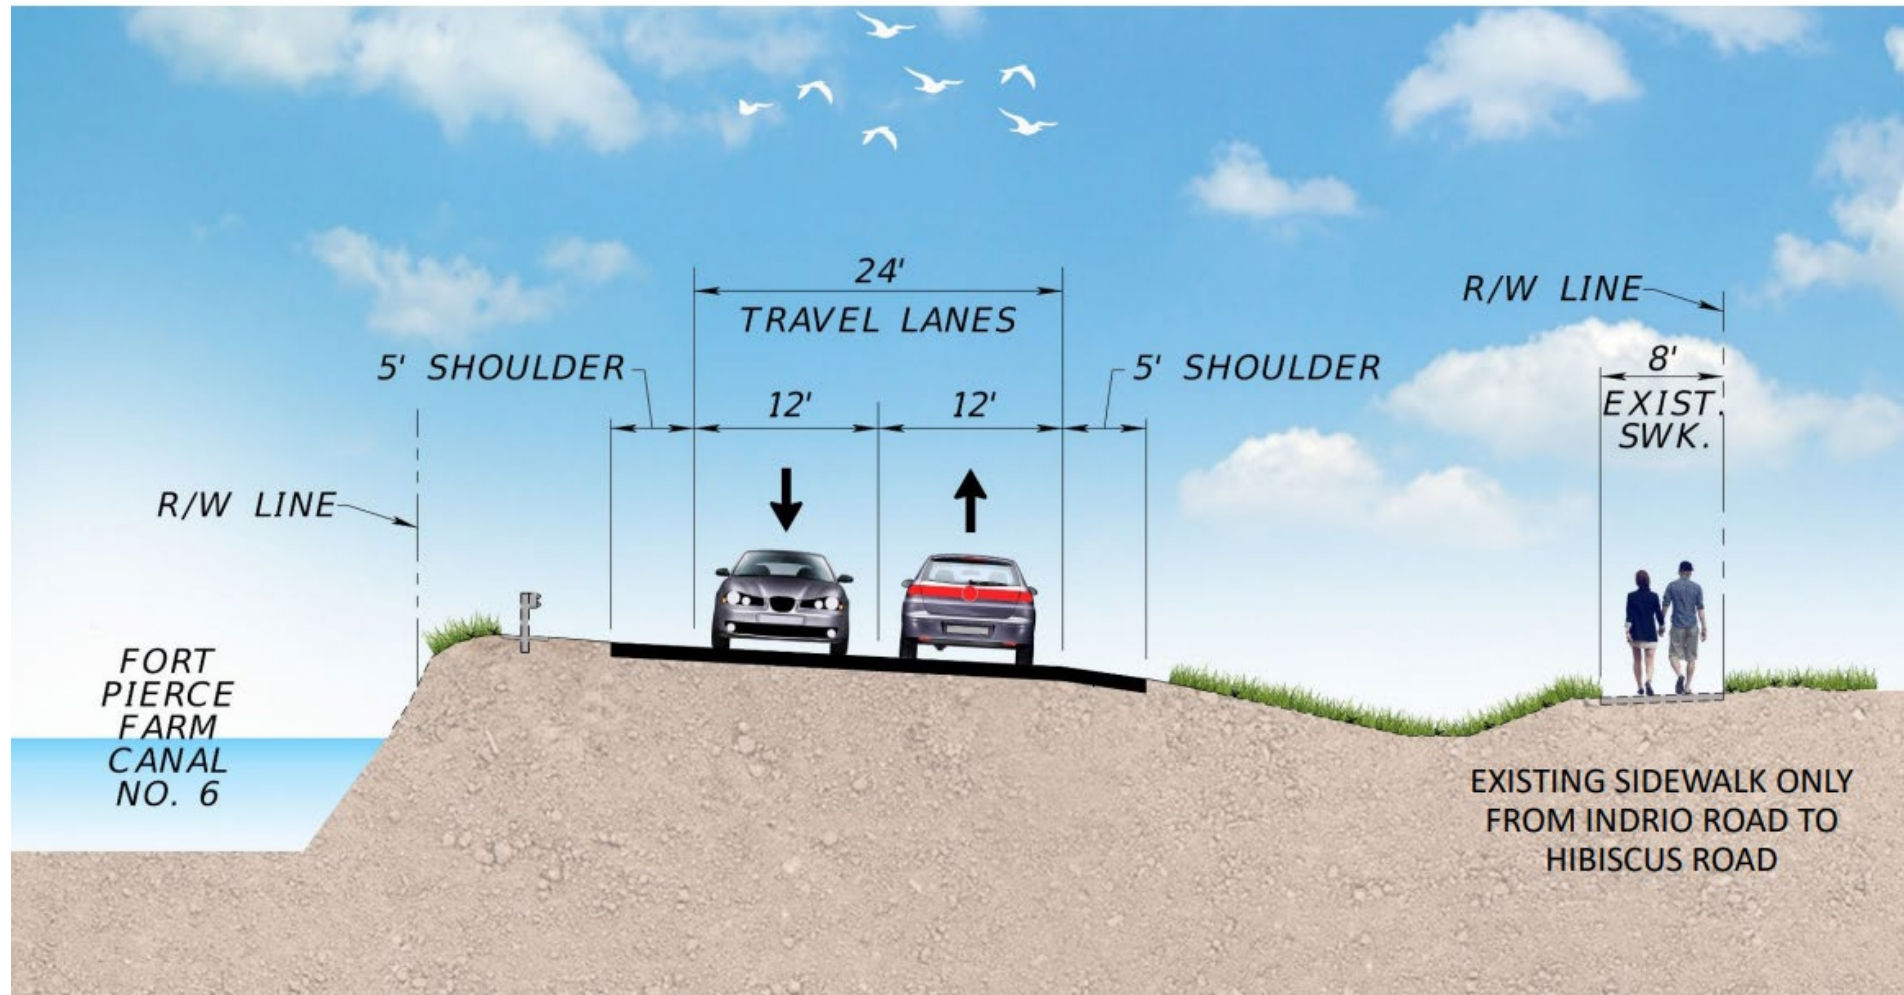 24'
TRAVEL LANES
R/W LINE
5' SHOULDER
5' SHOULDER
8'
EXIST.
SWK.
12'
12'
R/W LINE
FORT
PIERCE
FARM
CANAL
NO. 6
EXISTING SIDEWALK ONLY
FROM INDRIO ROAD TO
HIBISCUS ROAD